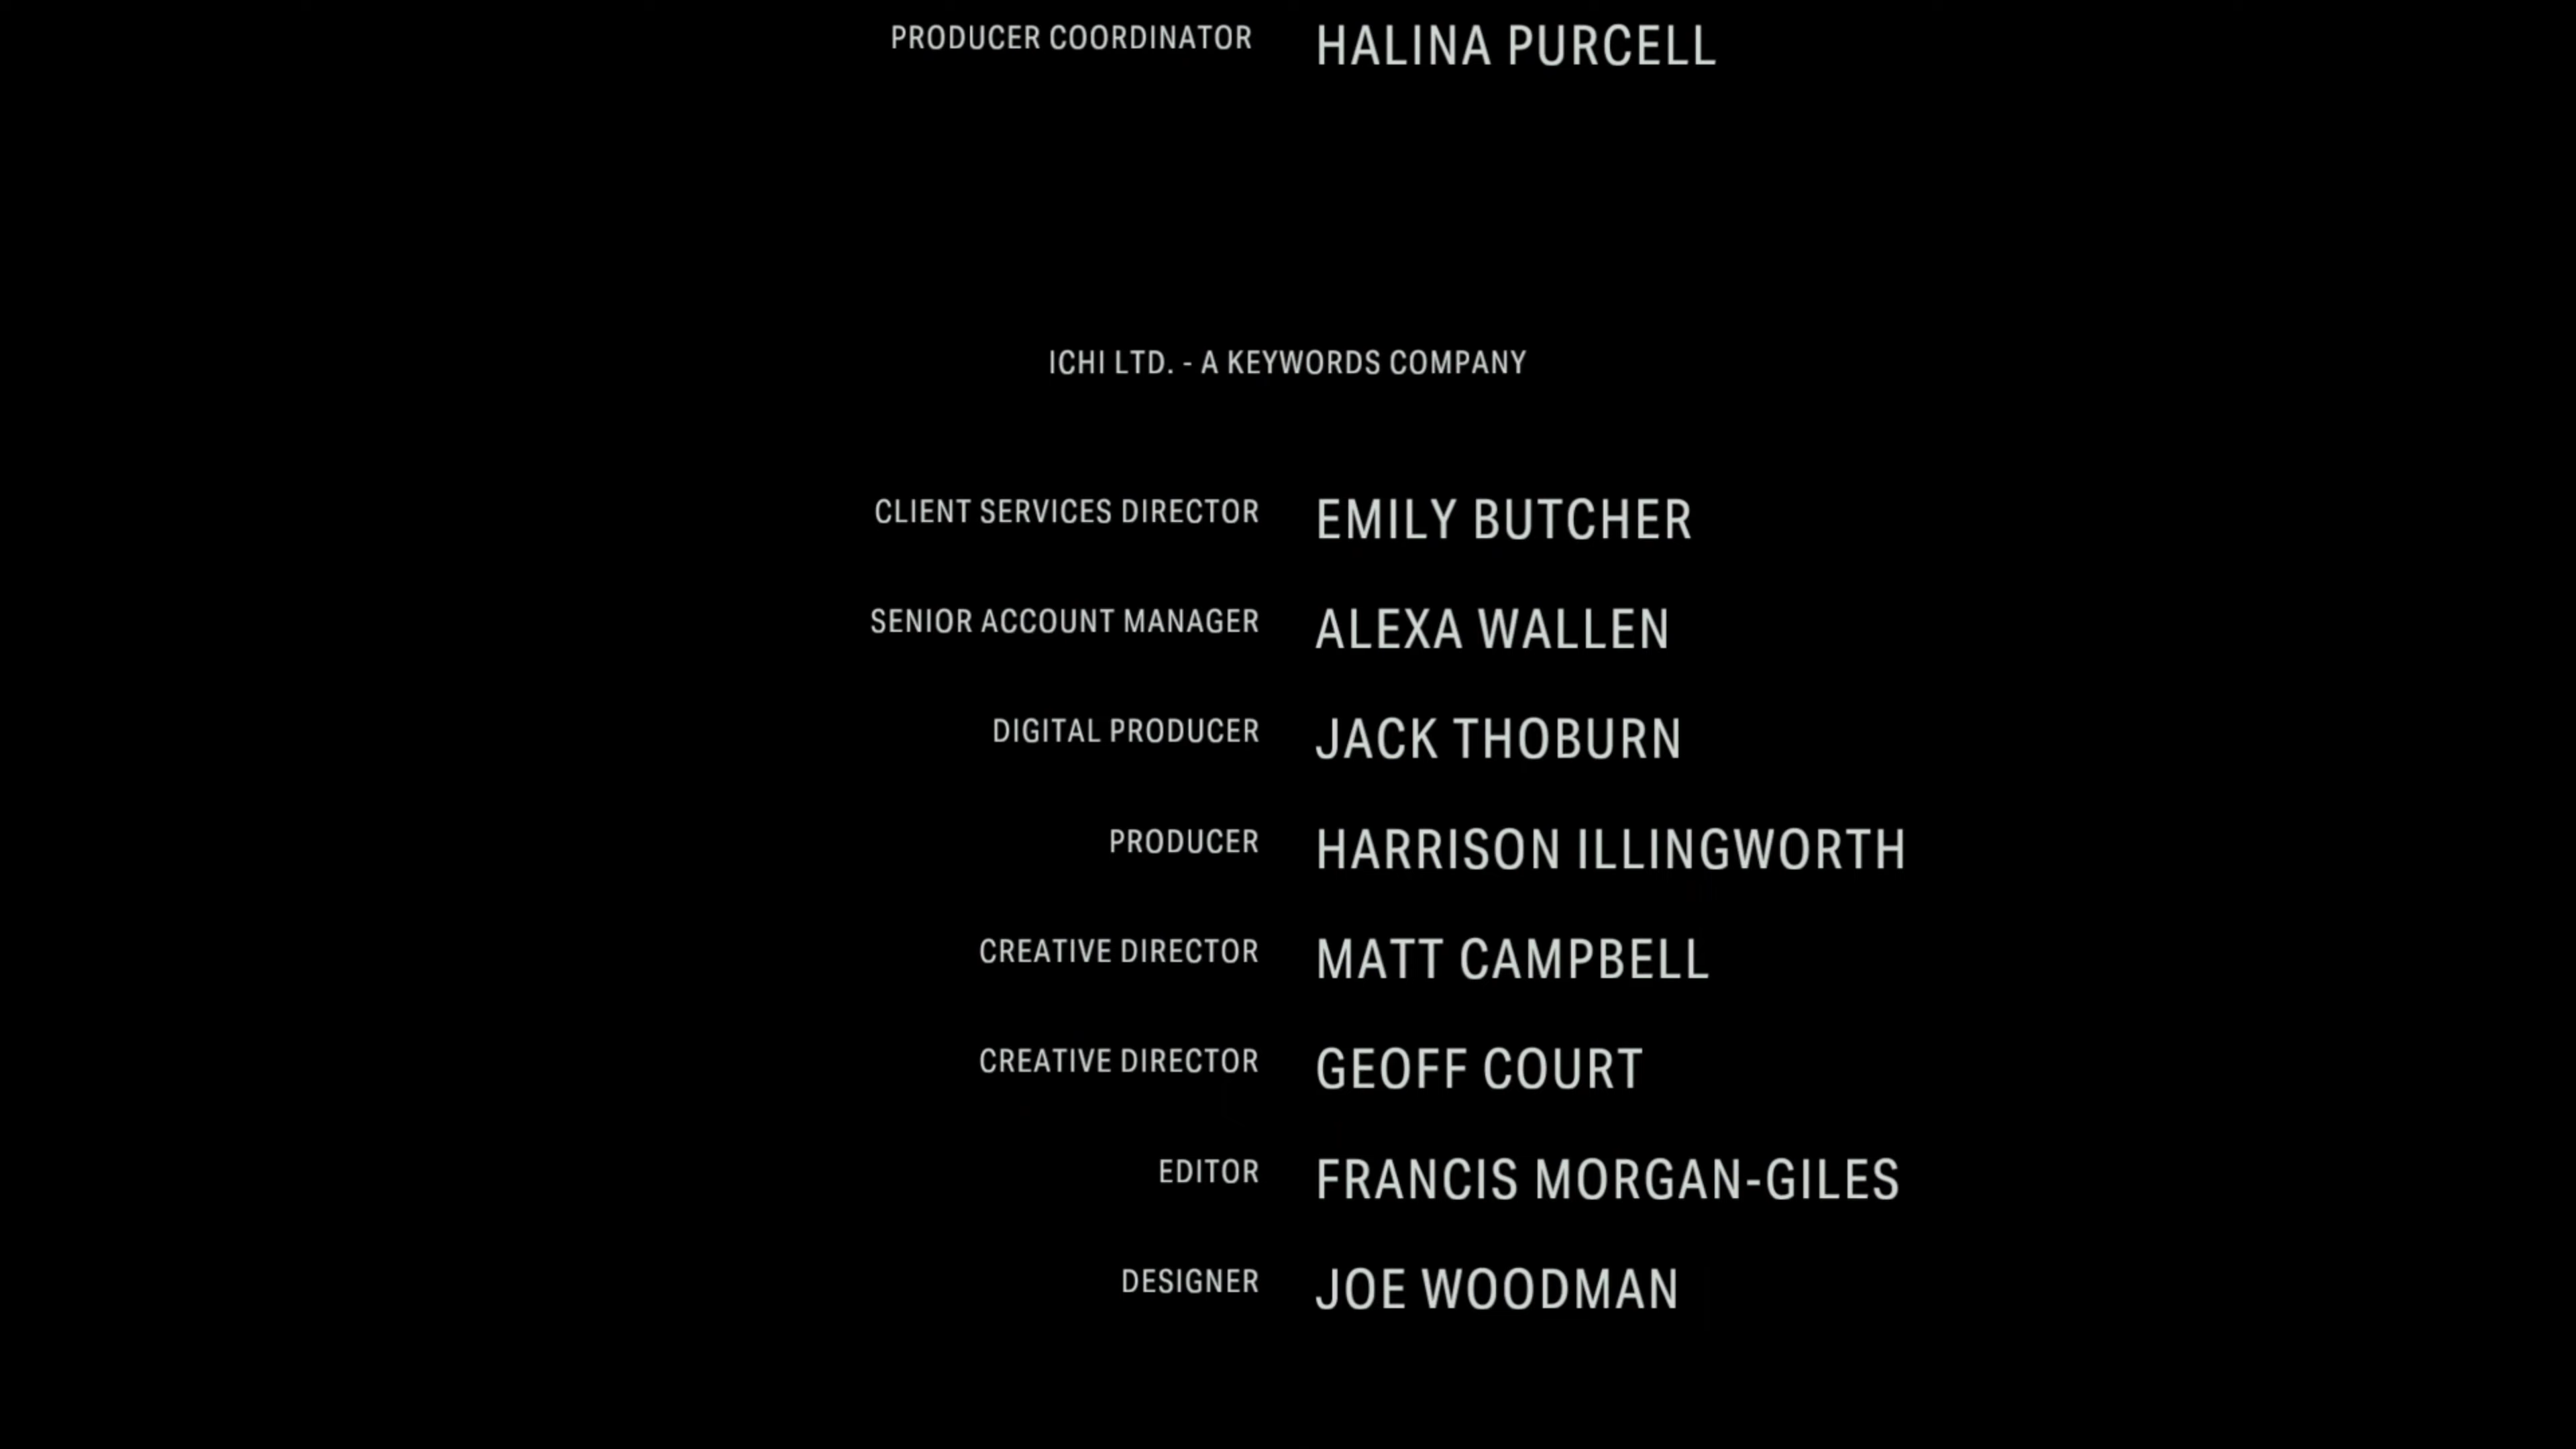 PRODUCER COORDINATOR HALINA PURCELL
ICHI LTD. - A KEYWORDS COMPANY
CLIENT SERVICES DIRECTOR EMILY BUTCHER
SENIOR ACCOUNT MANAGER ALEXA WALLEN
DIGITAL PRODUCER JACK THOBURN
PRODUCER HARRISON ILLINGWORTH
CREATIVE DIRECTOR MATT CAMPBELL
CREATIVE DIRECTOR GEOFF COURT
EDITOR FRANCIS MORGAN-GILES
DESIGNER JOE WOODMAN